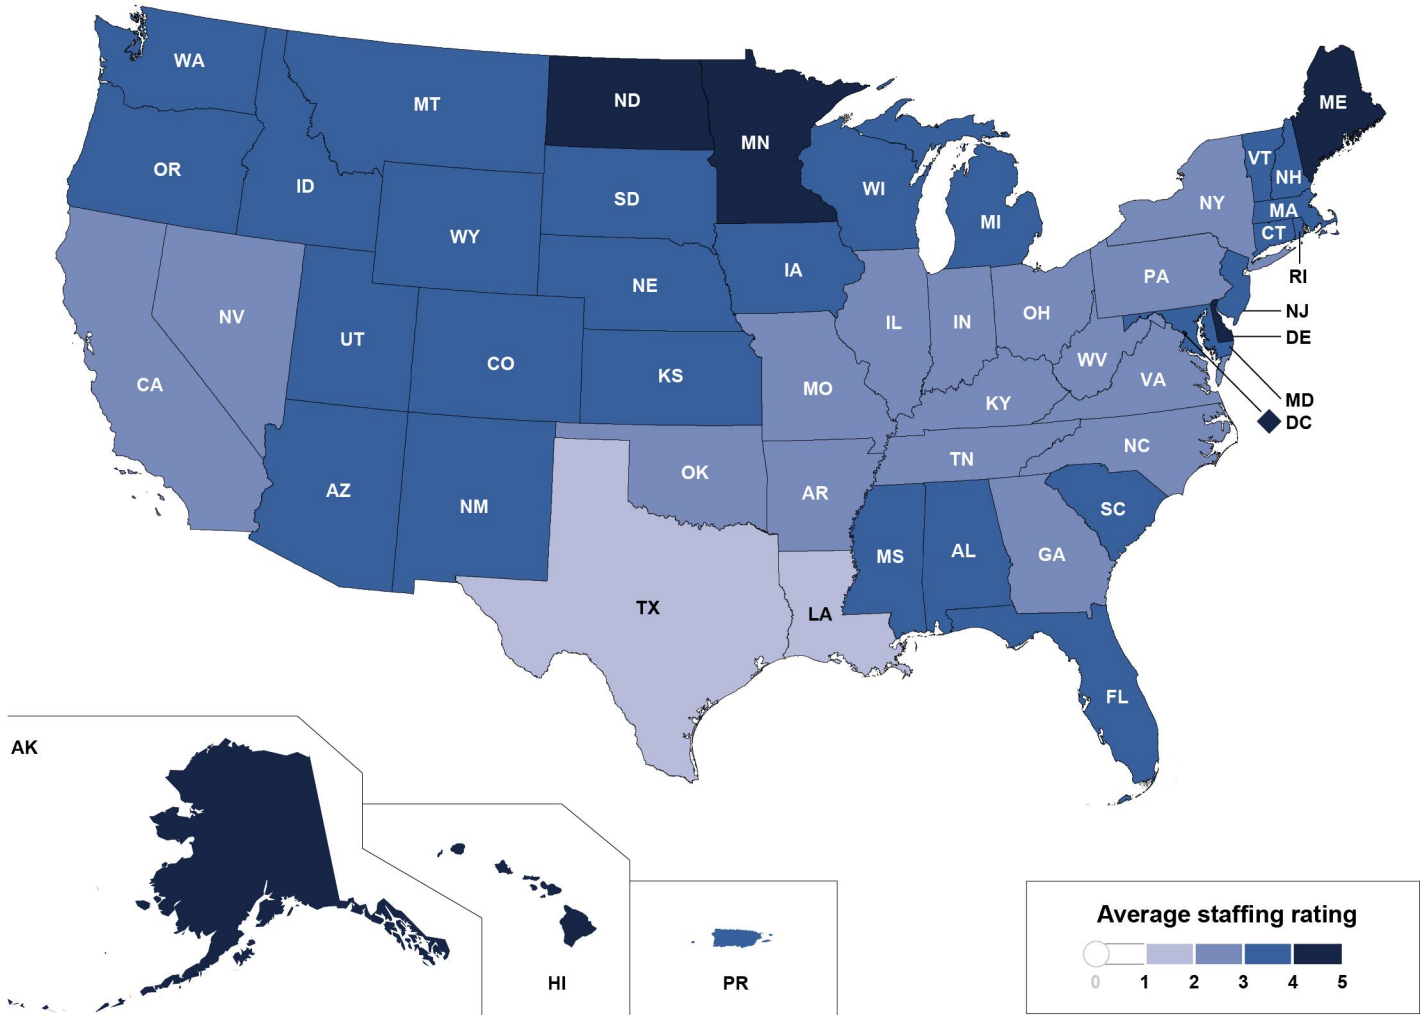 WA
MT
ND
MN
ME
OR
ID
SD
WI
MI
VT
NH
NY
MA
CT
WY
IA
NE
PA
RI
NV
UT
CO
KS
IL
IN
OH
NJ
DE
CA
MO
WV
VA
KY
MD
DC
AZ
NM
OK
AR
TN
NC
SC
MS
AL
GA
TX
LA
FL
AK
HI
PR
Average staffing rating
0 1 2 3 4 5